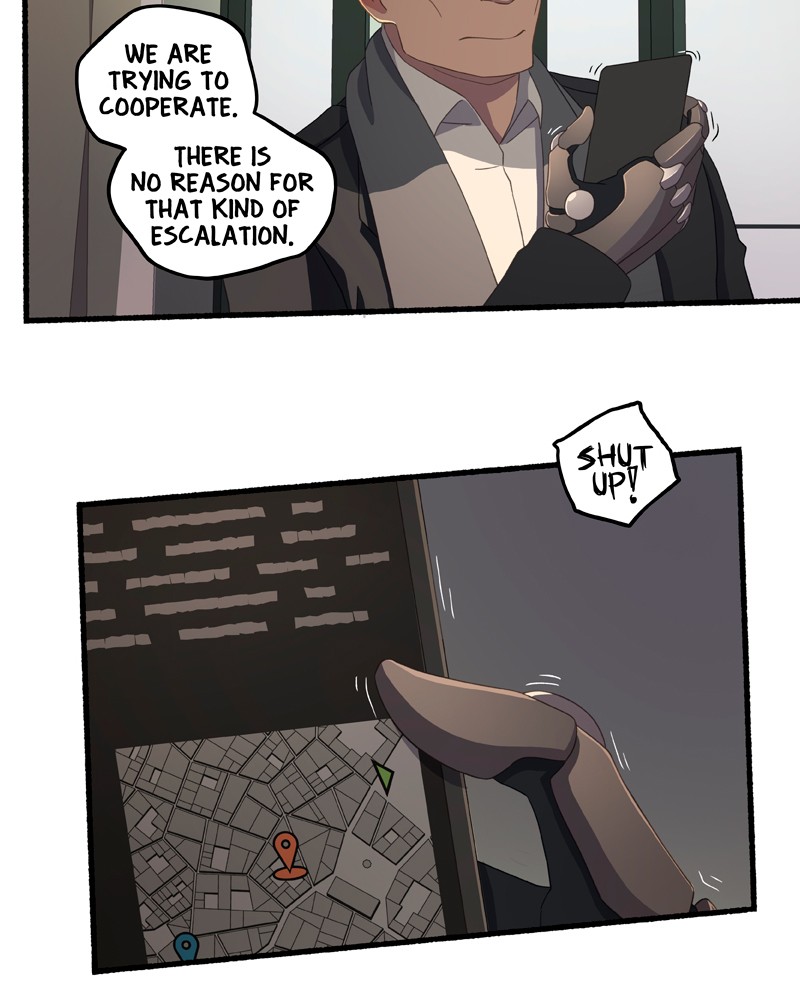 WE ARE
TRYING TO
COOPERATE.
THERE IS
NO REASON FOR
THAT KIND OF
ESCALATION.
SHUT
UP!